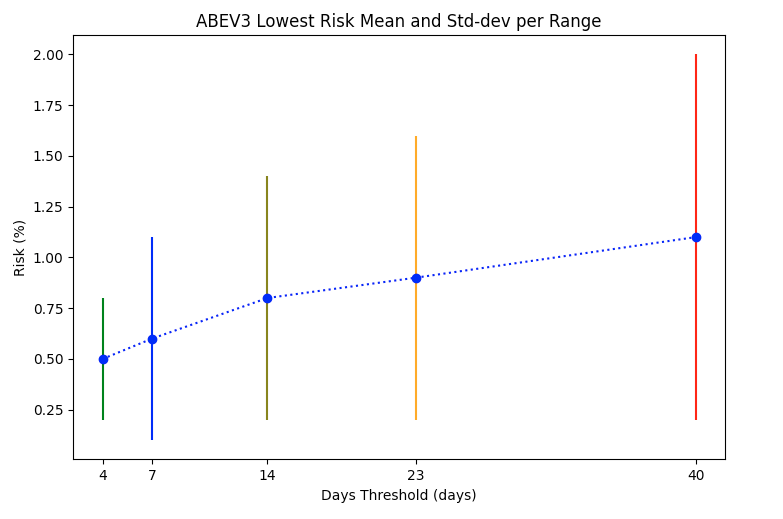 ABEV3 Lowest Risk Mean and Std-dev per Range
2.00
1.75
1.50
1.25
1.00
0.75
0.50
0.25
Risk (%)
4 7 14 23 40
Days Threshold (days)